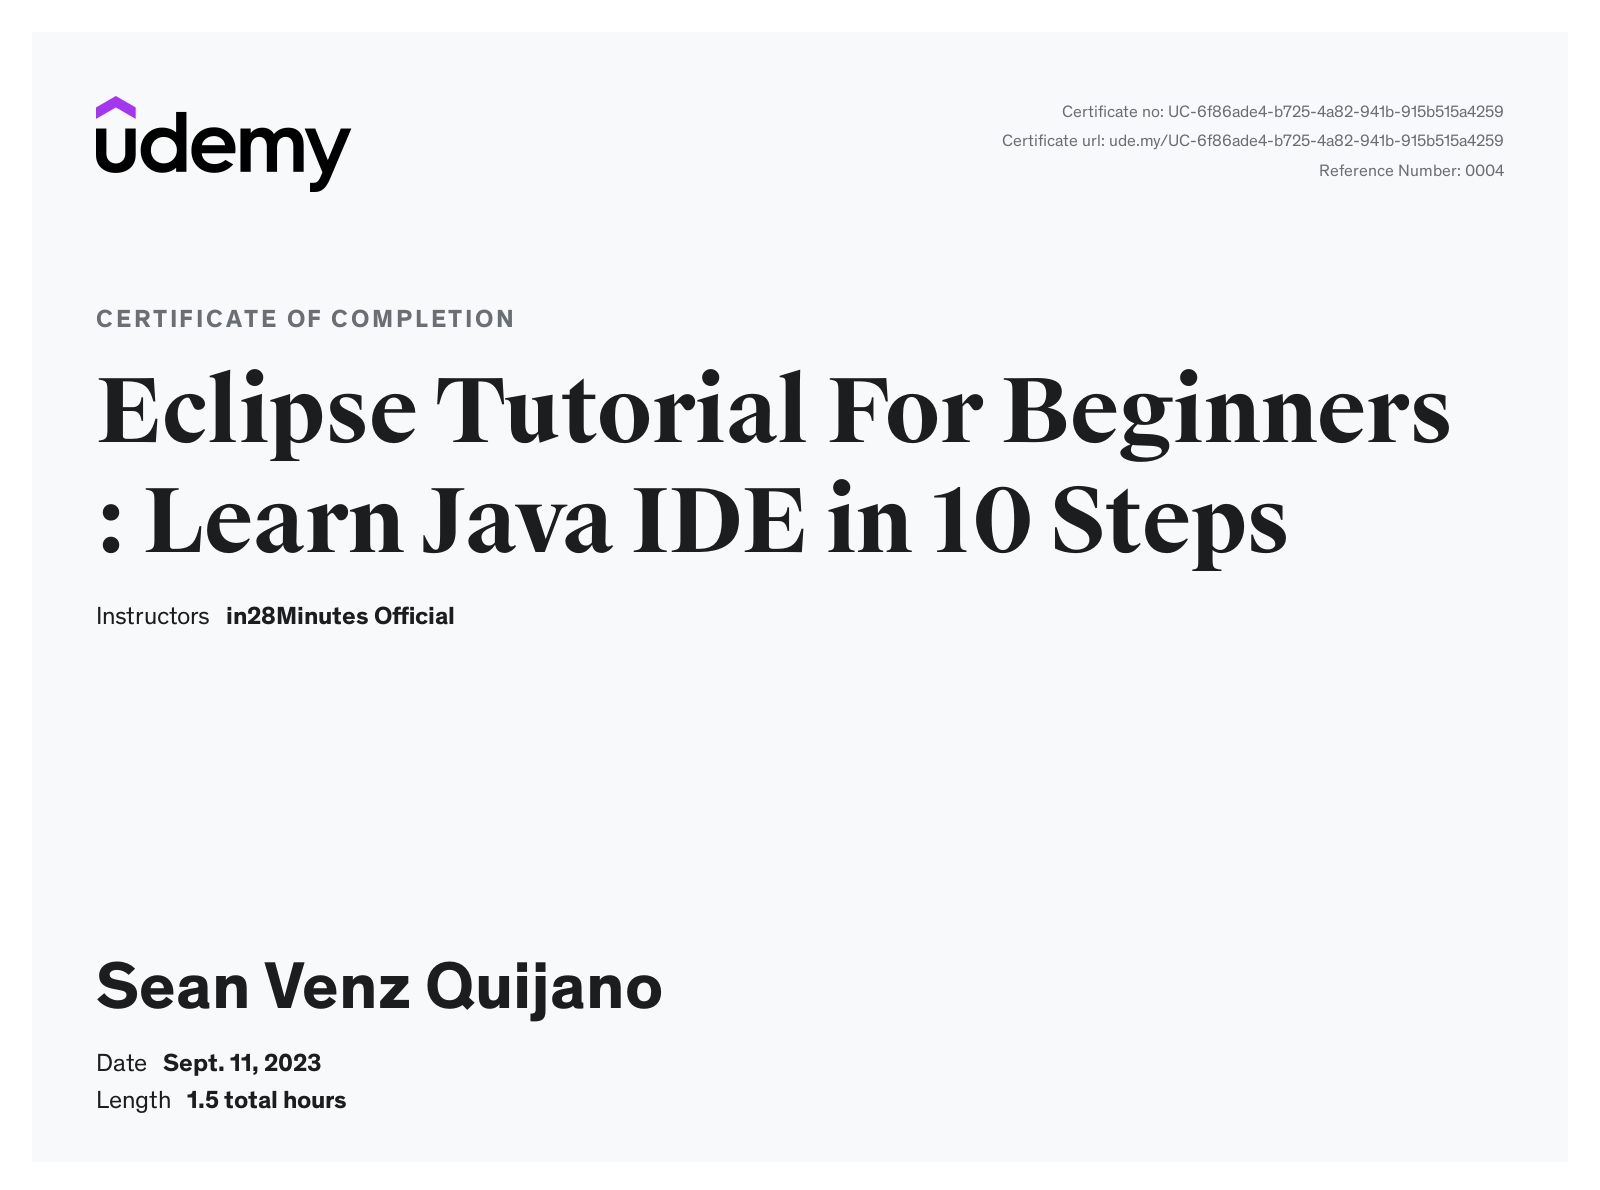 udemy
Certificate no: UC-6f86ade4-b725-4a82-941b-915b515a4259
Certificate url: ude.my/UC-6f86ade4-b725-4a82-941b-915b515a4259
Reference Number: 0004
CERTIFICATE OF COMPLETION
Eclipse Tutorial For Beginners
: Learn Java IDE in 10 Steps
Instructors in28Minutes Official
Sean Venz Quijano
Date Sept. 11, 2023
Length 1.5 total hours